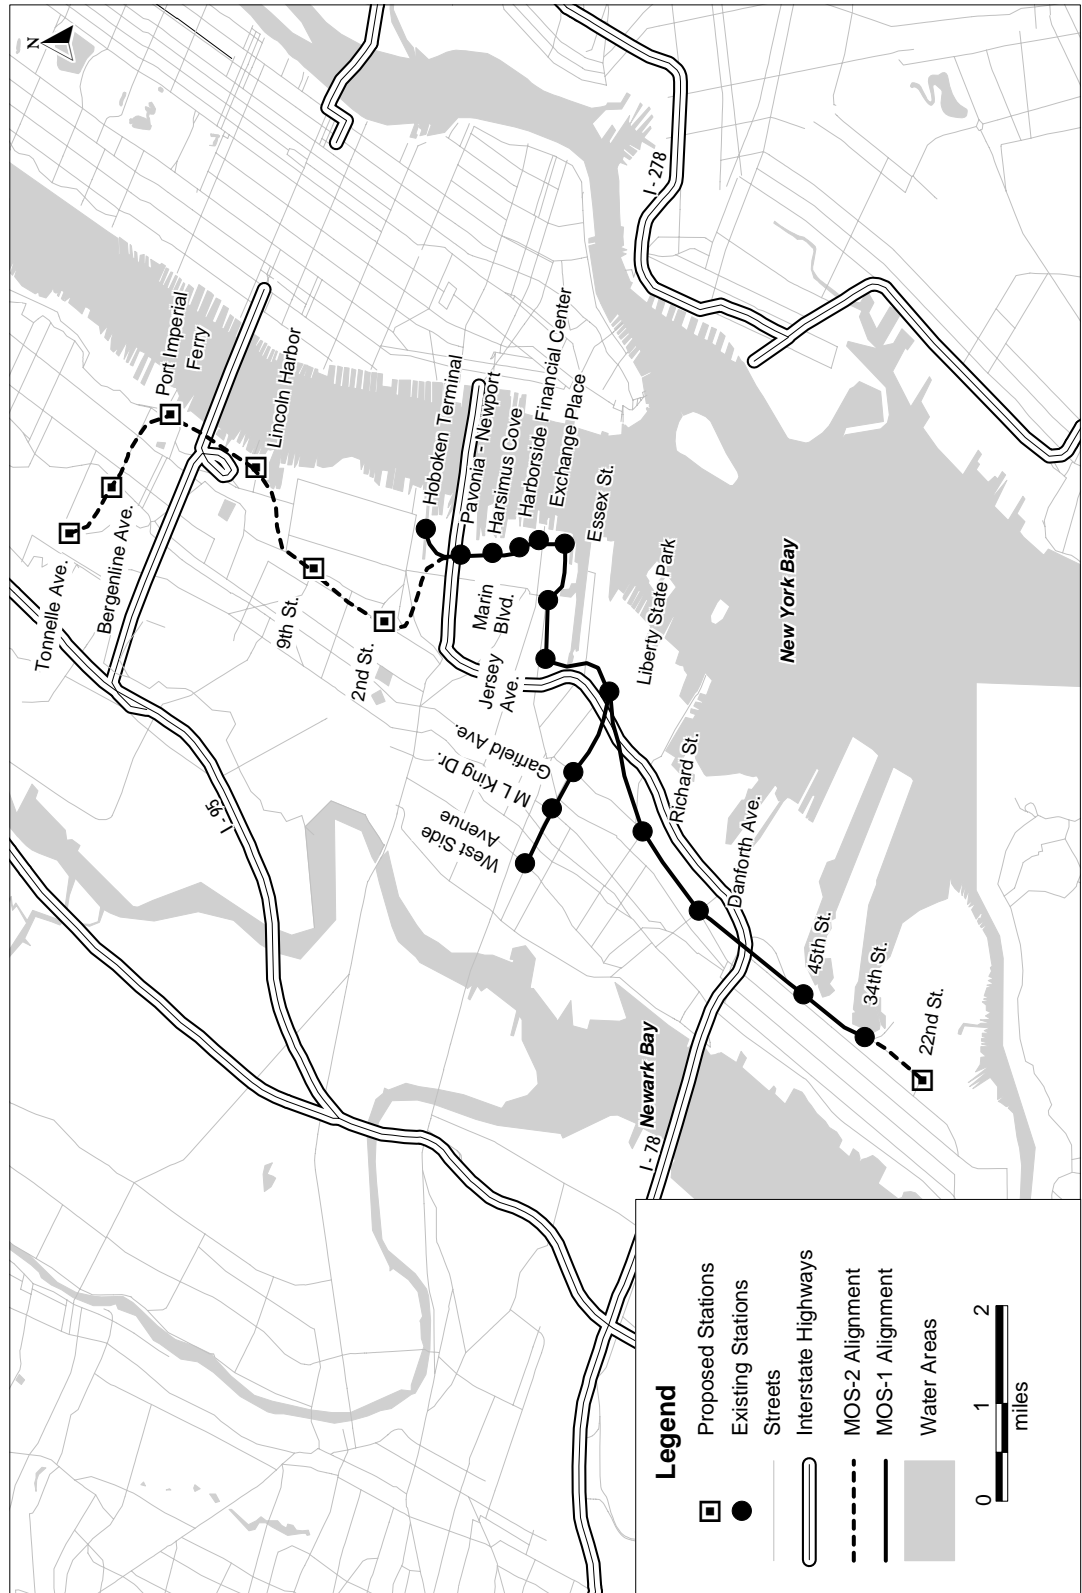 N
Tonnelle Ave.
Bergenline Ave.
Port Imperial
Ferry
Lincoln Harbor
9th St.
2nd St.
Hoboken Terminal
Pavonia - Newport
Harsimus Cove
Harborside Financial Center
Exchange Place
Essex St.
Marin
Blvd.
Jersey
Ave.
Liberty State Park
Garfield Ave.
M L King Dr.
West Side
Avenue
Richard St.
Danforth Ave.
45th St.
34th St.
22nd St.
I - 95
I - 278
I - 78
Newark Bay
New York Bay
Legend
Proposed Stations
Existing Stations
Streets
Interstate Highways
MOS-2 Alignment
MOS-1 Alignment
Water Areas
0 1 2
miles